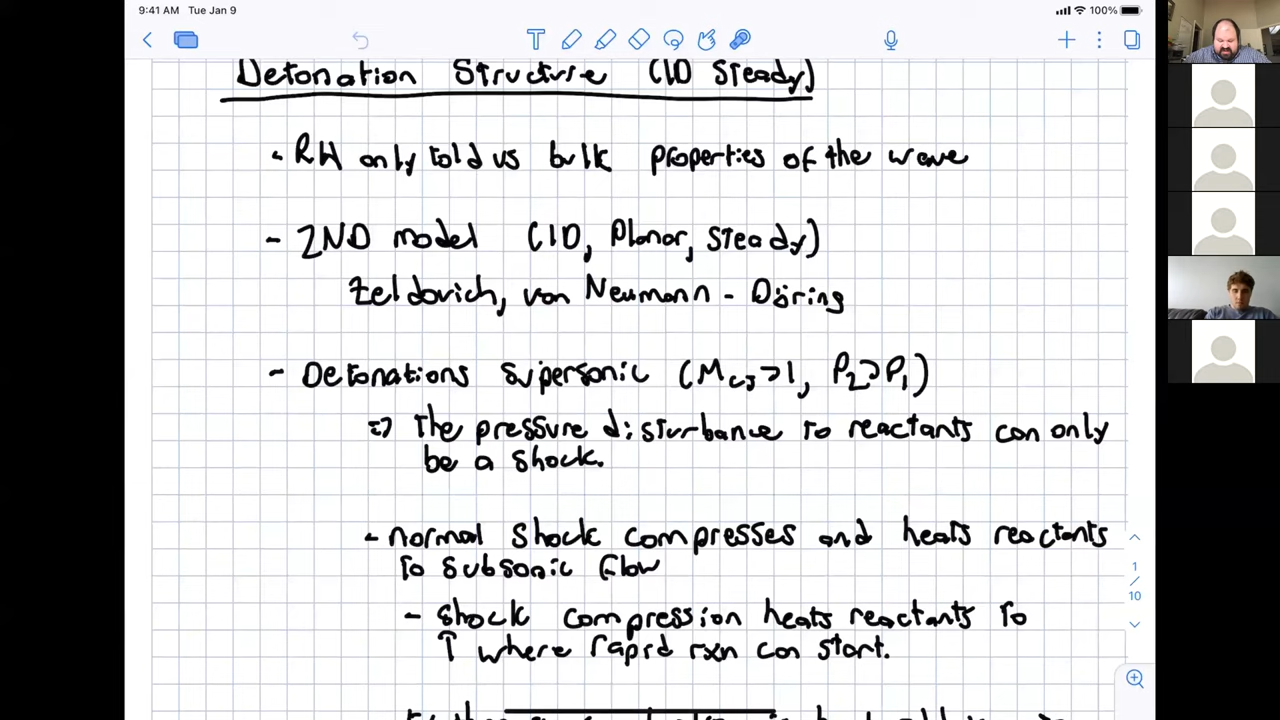 9:41 AM Tue Jan 9
100%
Detonation Structure (1D Steady)
- RH only told us bulk properties of the wave
- ZND model (1D, Planar, Steady)
Zeldovich, von Neumann - Döring
- Detonations supersonic (M_CJ > 1, P_2 > P_1)
⇒ The pressure disturbance to reactants can only
be a shock.
- normal shock compresses and heats reactants
to subsonic flow
- shock compression heats reactants to
T where rapid rxn can start.
1
/
10